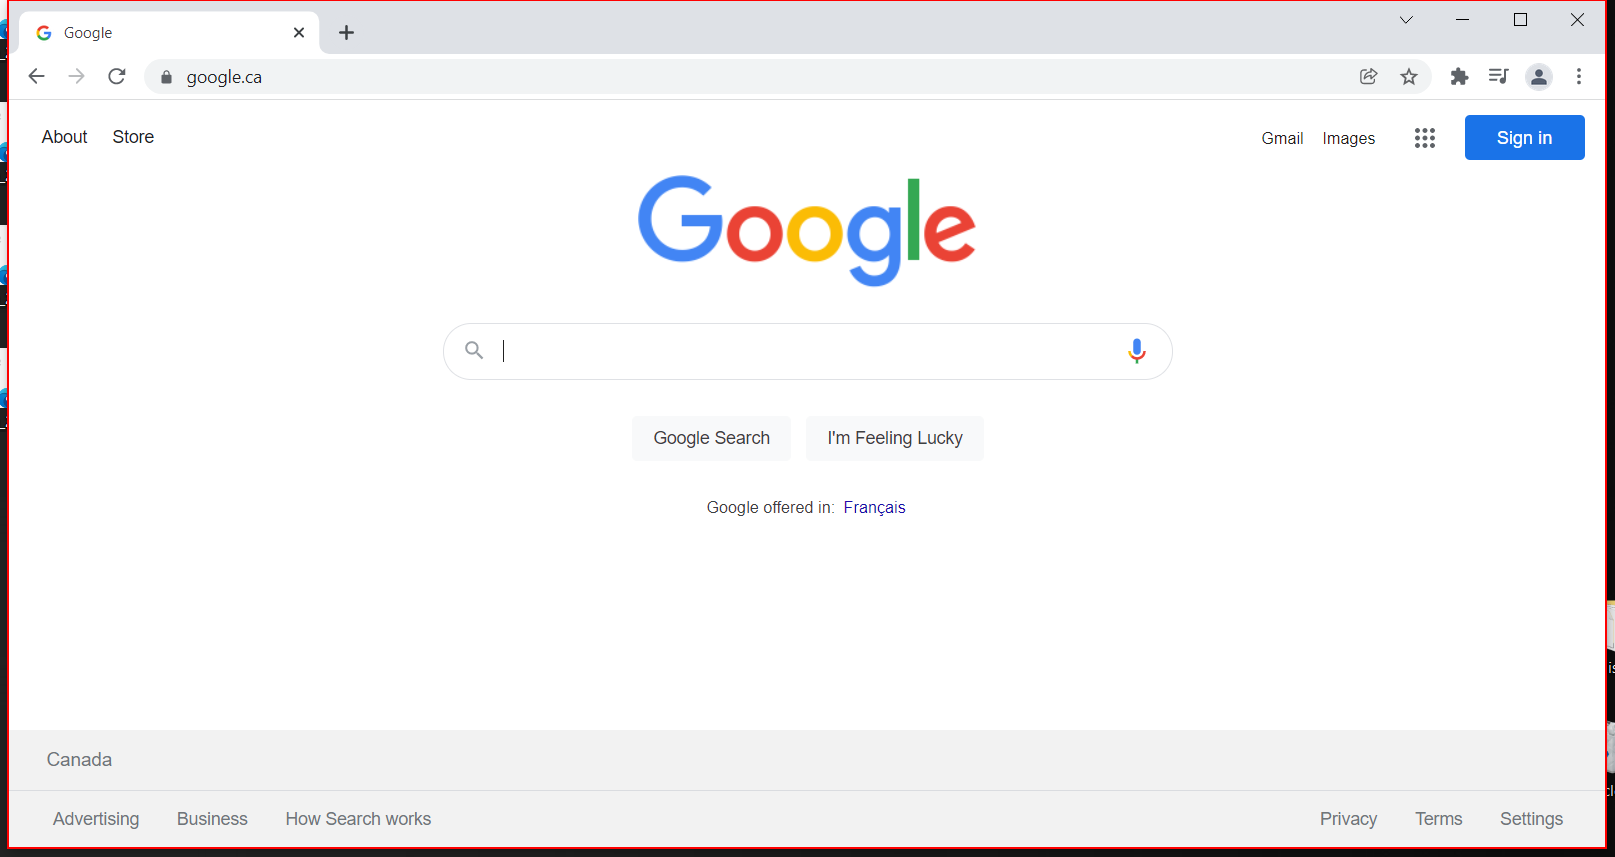 Google
google.ca
About Store Gmail Images Sign in
Google
Google Search I'm Feeling Lucky
Google offered in: Français
Canada
Advertising Business How Search works Privacy Terms Settings